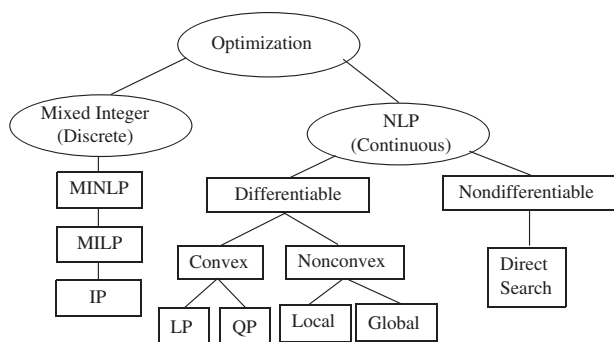 Optimization
Mixed Integer
(Discrete)
NLP
(Continuous)
MINLP
Differentiable
Nondifferentiable
MILP
Convex
Nonconvex
Direct
Search
IP
LP
QP
Local
Global